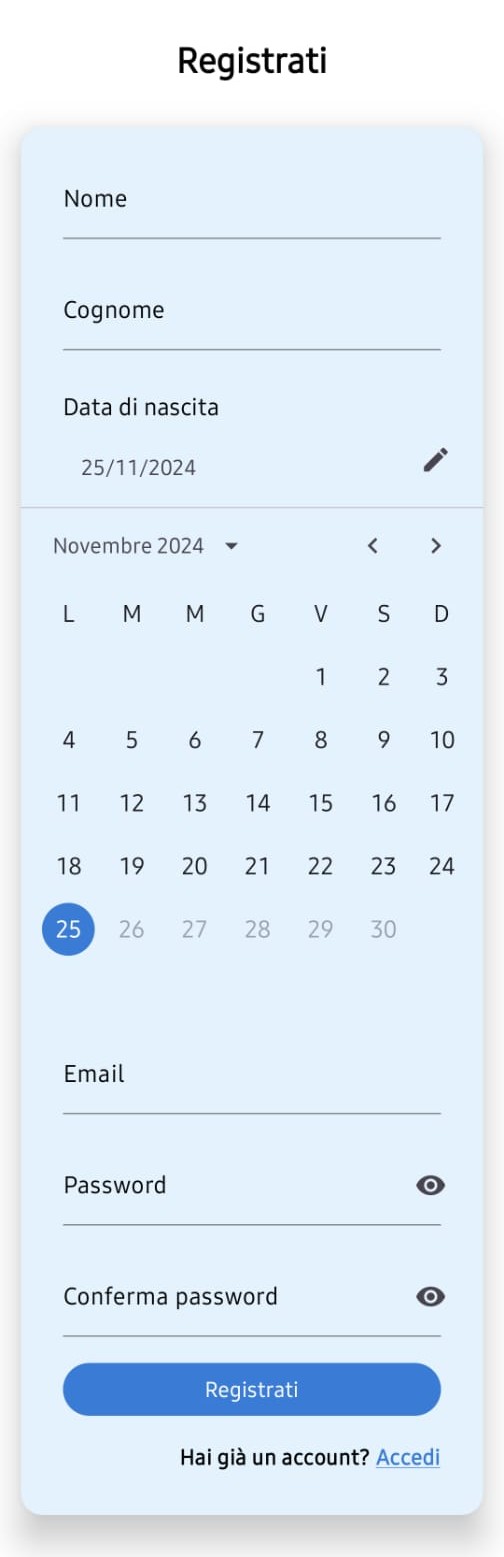 Registrati
Nome
Cognome
Data di nascita
25/11/2024
Novembre 2024
L M M G V S D
1 2 3
4 5 6 7 8 9 10
11 12 13 14 15 16 17
18 19 20 21 22 23 24
25 26 27 28 29 30
Email
Password
Conferma password
Registrati
Hai già un account? Accedi